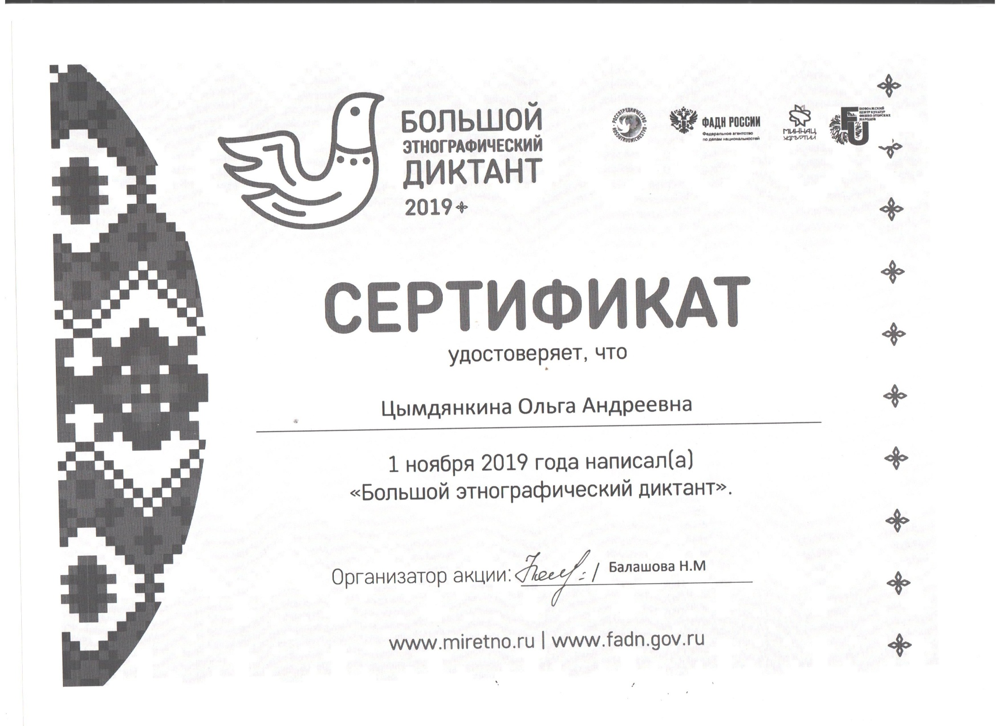 БОЛЬШОЙ
ЭТНОГРАФИЧЕСКИЙ
ДИКТАНТ
2019
РОССОТРУДНИЧЕСТВО
ROSSOTRUDNICHESTVO
ФАДН РОССИИ
Федеральное агентство
по делам национальностей
МИННАЦ
УДМУРТИИ
FU
ПОВОЛЖСКИЙ
ЦЕНТР КУЛЬТУР
ФИННО-УГОРСКИХ
НАРОДОВ
СЕРТИФИКАТ
удостоверяет, что
Цымдянкина Ольга Андреевна
1 ноября 2019 года написал(а)
«Большой этнографический диктант».
Организатор акции: Балашова Н.М
www.miretno.ru | www.fadn.gov.ru